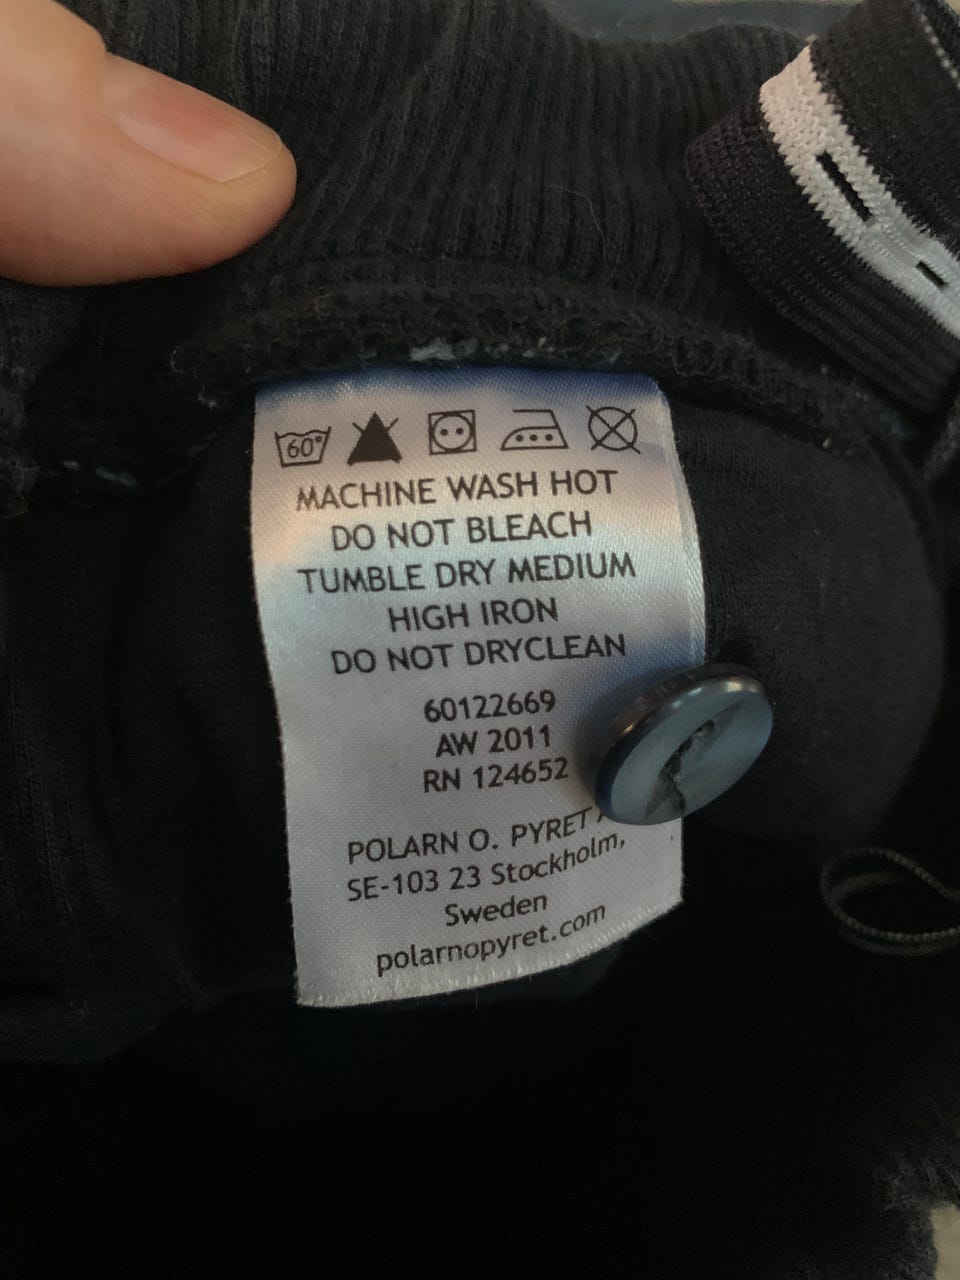 60°
MACHINE WASH HOT
DO NOT BLEACH
TUMBLE DRY MEDIUM
HIGH IRON
DO NOT DRYCLEAN
60122669
AW 2011
RN 124652
POLARN O. PYRET
SE-103 23 Stockholm,
Sweden
polarnopyret.com